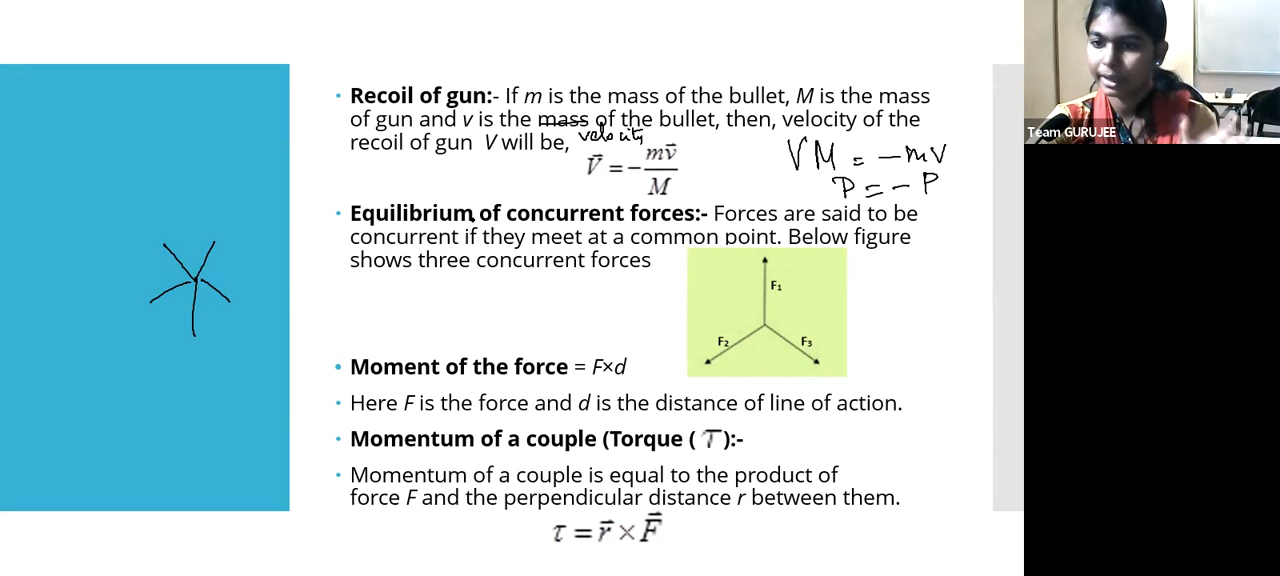 • Recoil of gun:- If m is the mass of the bullet, M is the mass
of gun and v is the mass of the bullet, then, velocity of the
velocity
recoil of gun V will be,
V⃗ = - mv⃗ / M
VM = -mv
P = - P
• Equilibrium of concurrent forces:- Forces are said to be
concurrent if they meet at a common point. Below figure
shows three concurrent forces
F₁
F₂
F₃
• Moment of the force = F×d
• Here F is the force and d is the distance of line of action.
• Momentum of a couple (Torque ( T ):-
• Momentum of a couple is equal to the product of
force F and the perpendicular distance r between them.
τ = r⃗ × F⃗
Team GURUJEE